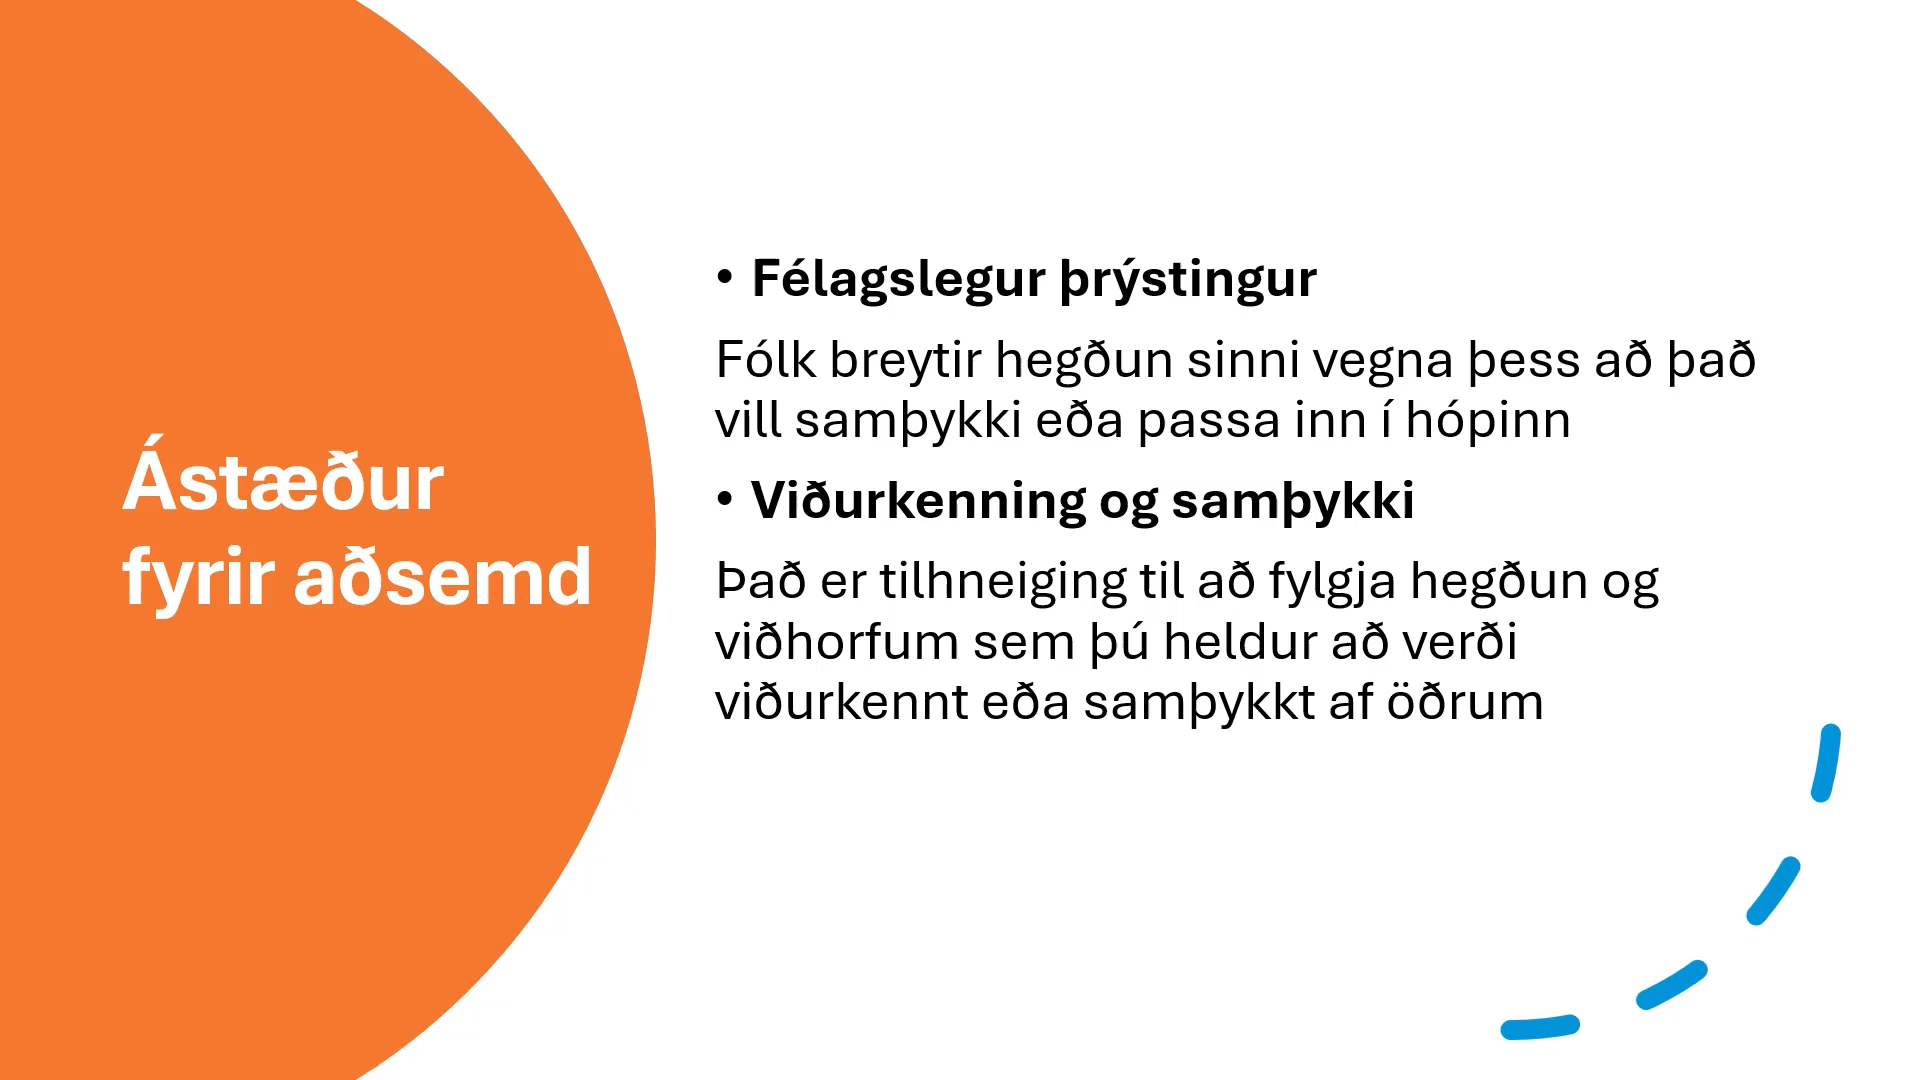 Ástæður
fyrir aðsemd
• Félagslegur þrýstingur
Fólk breytir hegðun sinni vegna þess að það
vill samþykki eða passa inn í hópinn
• Viðurkenning og samþykki
Það er tilhneiging til að fylgja hegðun og
viðhorfum sem þú heldur að verði
viðurkennt eða samþykkt af öðrum